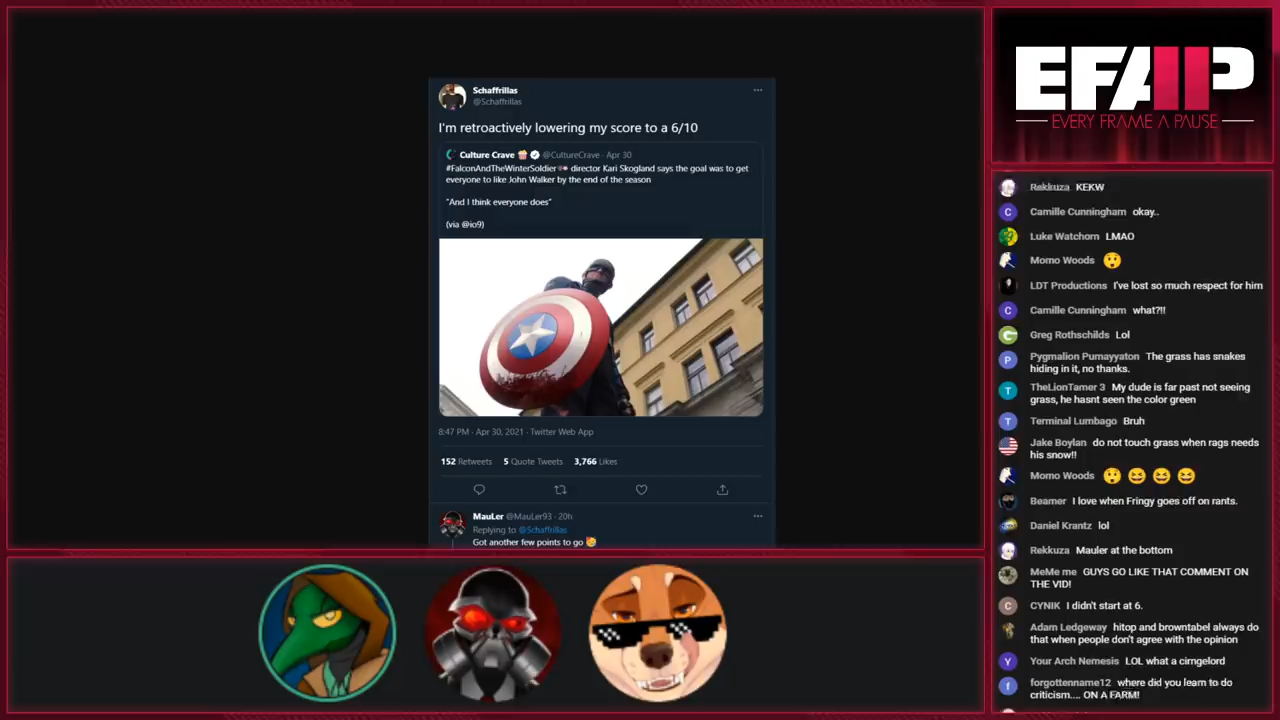 Schaffrillas
@Schaffrillas
I'm retroactively lowering my score to a 6/10
Culture Crave @CultureCrave · Apr 30
#FalconAndTheWinterSoldier director Kari Skogland says the goal was to get
everyone to like John Walker by the end of the season
"And I think everyone does"
(via @io9)
8:47 PM · Apr 30, 2021 · Twitter Web App
152 Retweets 5 Quote Tweets 3,766 Likes
MauLer @MauLer93 · 20h
Replying to @Schaffrillas
Got another few points to go
EFAP
EVERY FRAME A PAUSE
Rekkuza KEKW
Camille Cunningham okay..
Luke Watchorn LMAO
Momo Woods
LDT Productions I've lost so much respect for him
Camille Cunningham what?!!
Greg Rothschilds Lol
Pygmalion Pumayyaton The grass has snakes
hiding in it, no thanks.
TheLionTamer 3 My dude is far past not seeing
grass, he hasnt seen the color green
Terminal Lumbago Bruh
Jake Boylan do not touch grass when rags needs
his snow!!
Momo Woods
Beamer I love when Fringy goes off on rants.
Daniel Krantz lol
Rekkuza Mauler at the bottom
MeMe me GUYS GO LIKE THAT COMMENT ON
THE VID!
CYNIK I didn't start at 6.
Adam Ledgeway hitop and browntabel always do
that when people don't agree with the opinion
Your Arch Nemesis LOL what a cirngelord
forgottenname12 where did you learn to do
criticism.... ON A FARM!